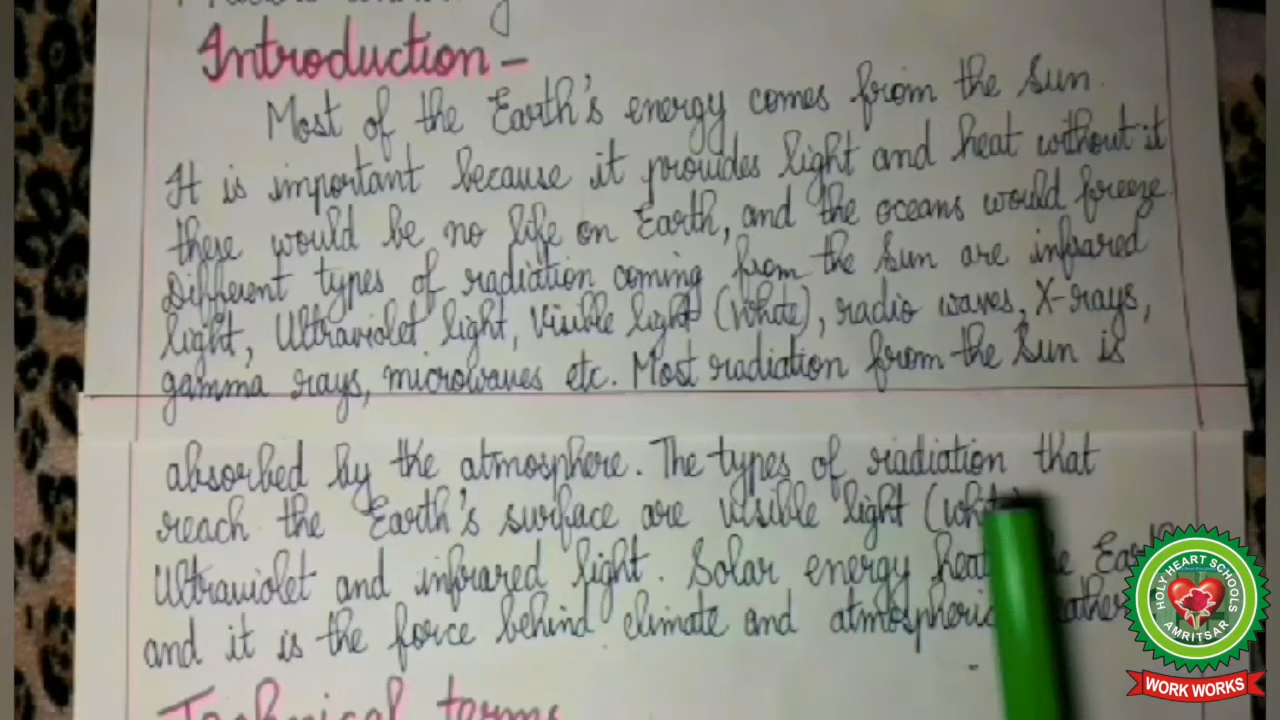 Introduction -
Most of the Earth's energy comes from the Sun.
It is important because it provides light and heat without it
these would be no life on Earth, and the oceans would freeze.
Different types of radiation coming from the Sun are infrared
light, Ultraviolet light, Visible light (White), radio waves, X-rays,
gamma rays, microwaves etc. Most radiation from the Sun is
absorbed by the atmosphere. The types of radiation that
reach the Earth's surface are visible light
Ultraviolet and infrared light. Solar energy
and it is the force behind climate and atmospheric
Technical terms
HOLY HEART SCHOOLS
AMRITSAR
WORK WORKS